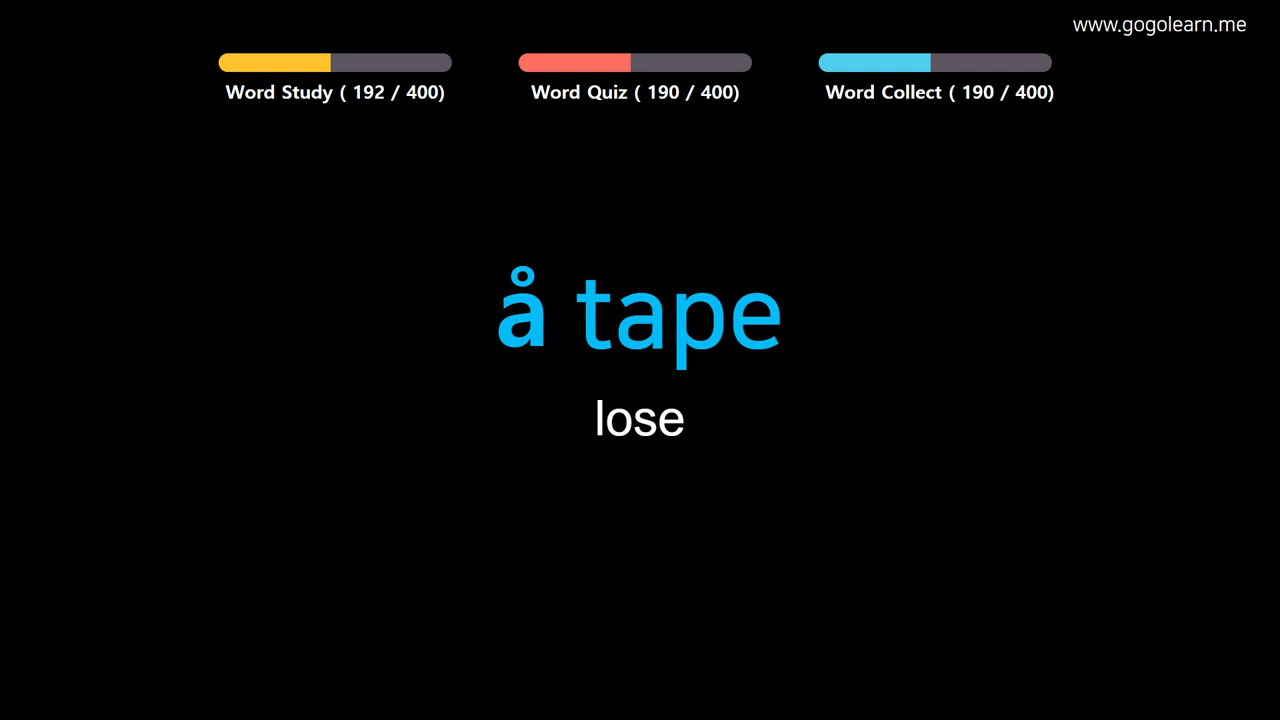 www.gogolearn.me
Word Study ( 192 / 400)
Word Quiz ( 190 / 400)
Word Collect ( 190 / 400)
å tape
lose